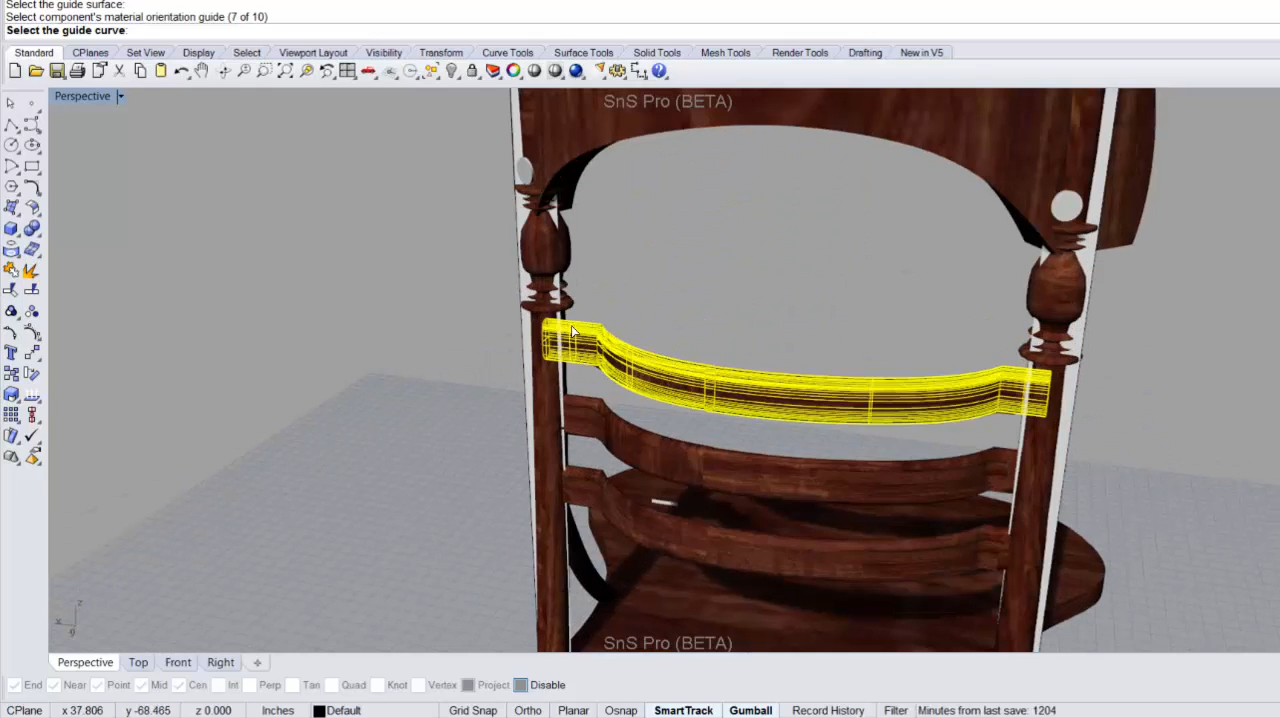 Select the guide surface:
Select component's material orientation guide (7 of 10)
Select the guide curve:
Standard CPlanes Set View Display Select Viewport Layout Visibility Transform Curve Tools Surface Tools Solid Tools Mesh Tools Render Tools Drafting New in V5
Perspective
SnS Pro (BETA)
SnS Pro (BETA)
z
x
Perspective Top Front Right
End Near Point Mid Cen Int Perp Tan Quad Knot Vertex Project Disable
CPlane x 37.806 y -68.465 z 0.000 Inches Default Grid Snap Ortho Planar Osnap SmartTrack Gumball Record History Filter Minutes from last save: 1204